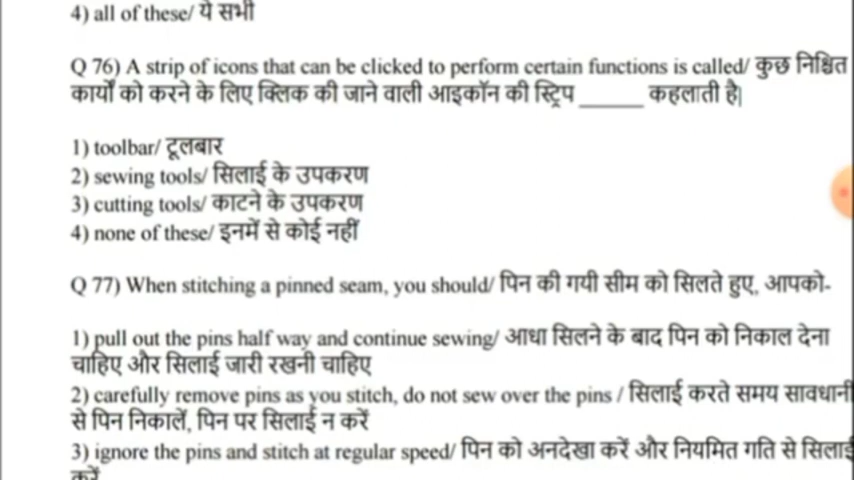 4) all of these/ ये सभी
Q 76) A strip of icons that can be clicked to perform certain functions is called/ कुछ निश्चित
कार्यों को करने के लिए क्लिक की जाने वाली आइकॉन की स्ट्रिप ______ कहलाती है|
1) toolbar/ टूलबार
2) sewing tools/ सिलाई के उपकरण
3) cutting tools/ काटने के उपकरण
4) none of these/ इनमें से कोई नहीं
Q 77) When stitching a pinned seam, you should/ पिन की गयी सीम को सिलते हुए, आपको-
1) pull out the pins half way and continue sewing/ आधा सिलने के बाद पिन को निकाल देना
चाहिए और सिलाई जारी रखनी चाहिए
2) carefully remove pins as you stitch, do not sew over the pins / सिलाई करते समय सावधानी
से पिन निकालें, पिन पर सिलाई न करें
3) ignore the pins and stitch at regular speed/ पिन को अनदेखा करें और नियमित गति से सिलाई
करें